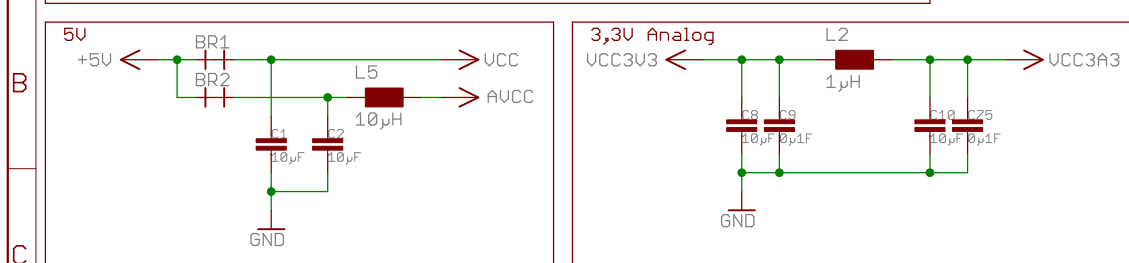 B
5V
+5V
BR1
VCC
BR2
L5
AVCC
10µH
C1
10µF
C2
10µF
GND
3,3V Analog
VCC3V3
L2
VCC3A3
1µH
C8
10µF
C9
0µ1F
C10
10µF
CZ5
0µ1F
GND
C